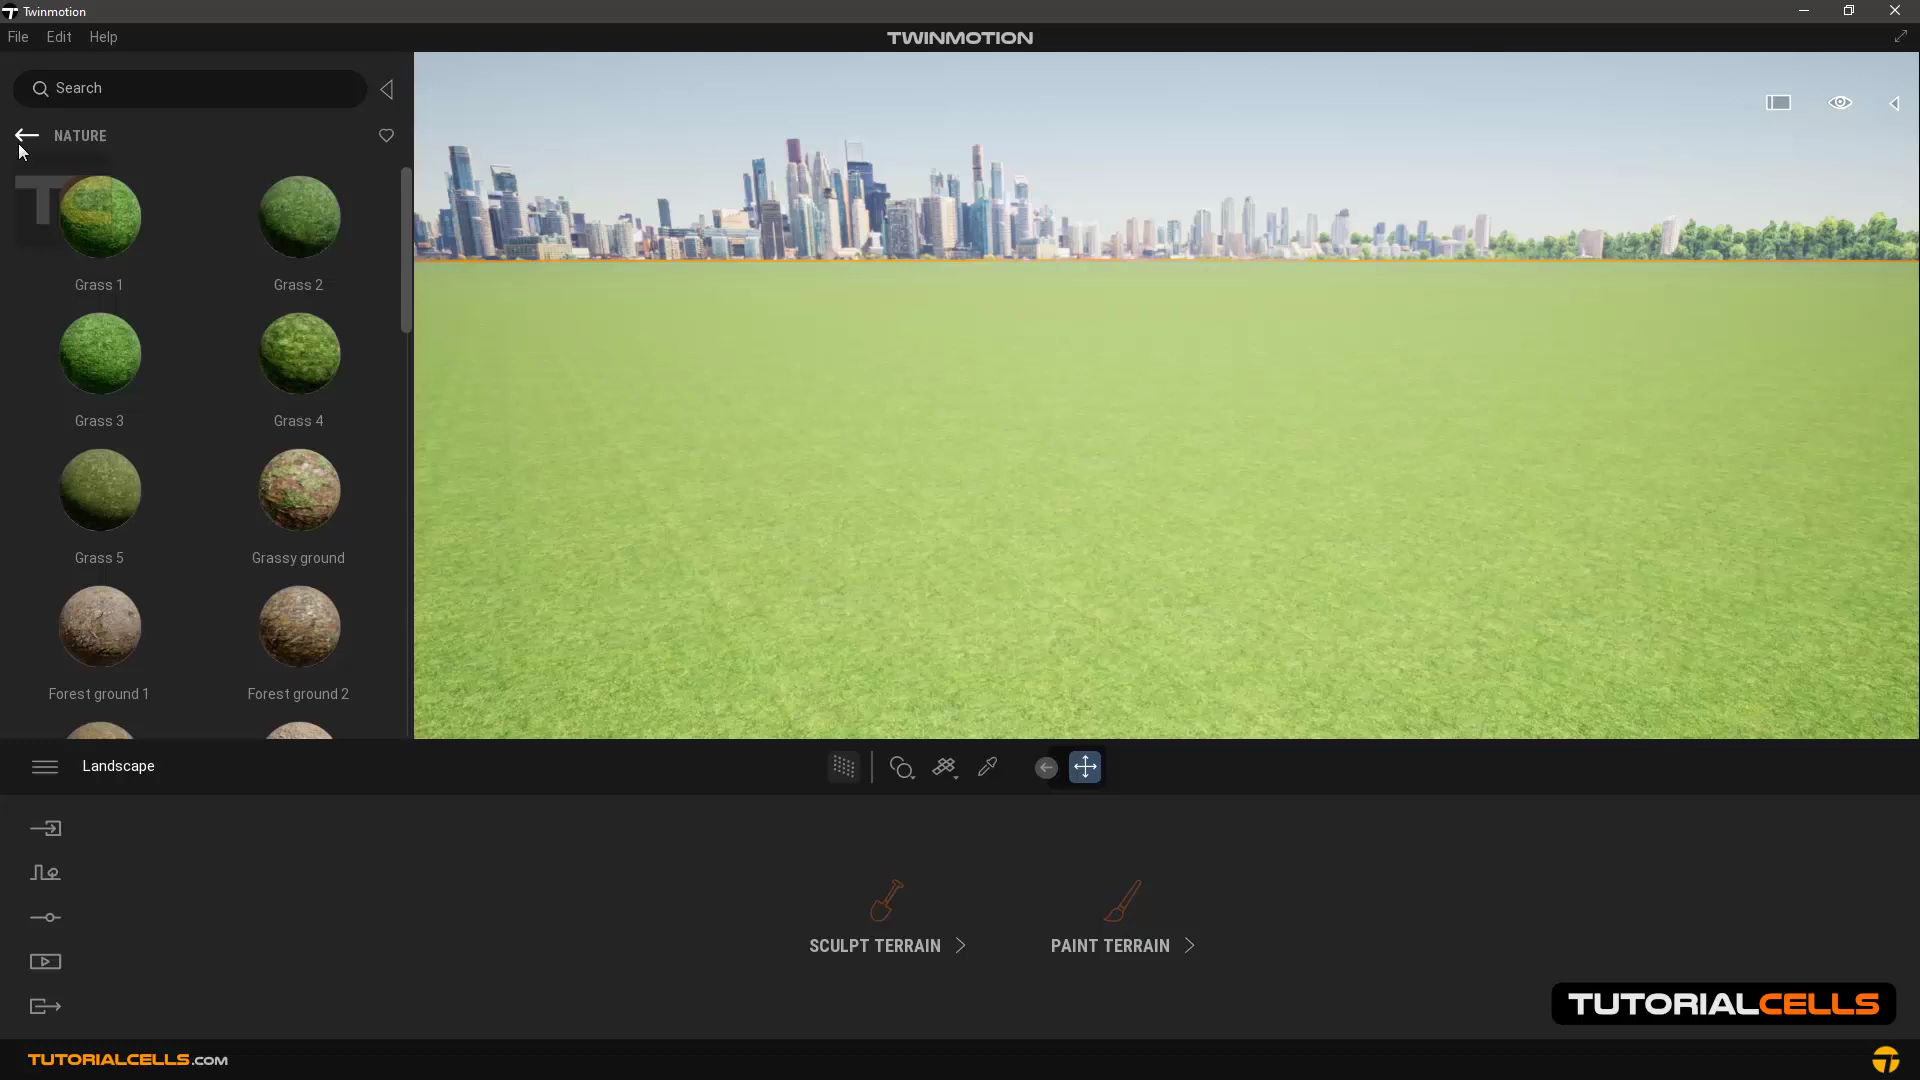 Twinmotion
File Edit Help
TWINMOTION
Search
NATURE
TC
Grass 1 Grass 2
Grass 3 Grass 4
Grass 5 Grassy ground
Forest ground 1 Forest ground 2
Landscape
SCULPT TERRAIN PAINT TERRAIN
TUTORIALCELLS
TUTORIALCELLS.COM